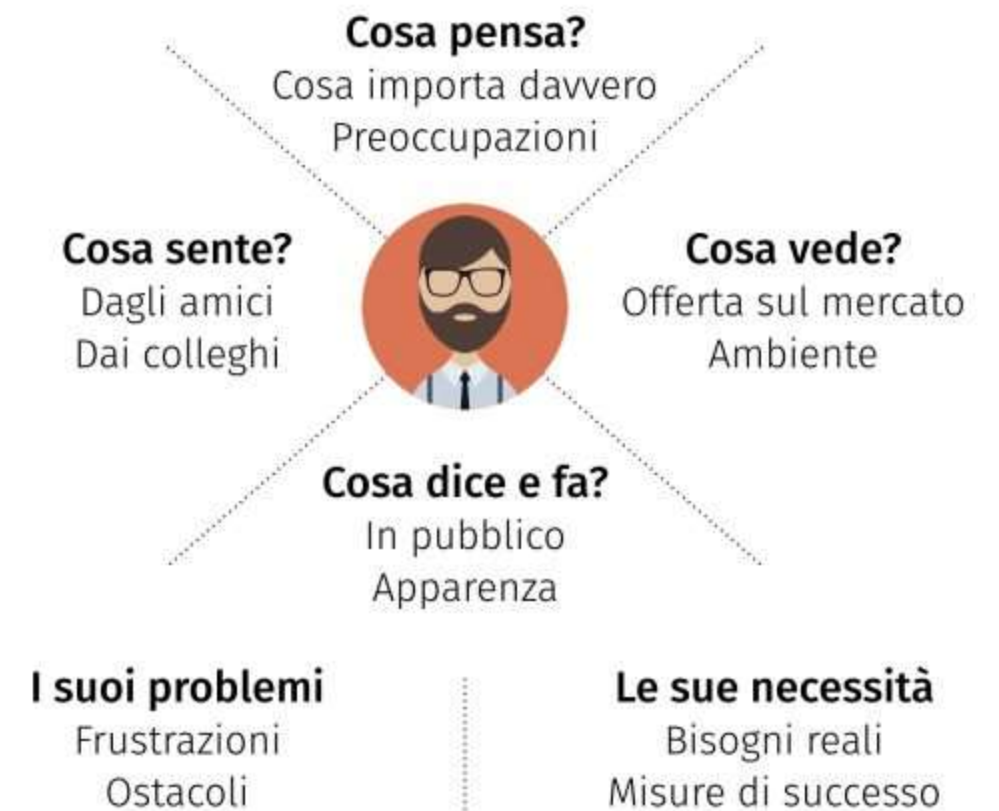 Cosa pensa?
Cosa importa davvero
Preoccupazioni
Cosa sente?
Dagli amici
Dai colleghi
Cosa vede?
Offerta sul mercato
Ambiente
Cosa dice e fa?
In pubblico
Apparenza
I suoi problemi
Frustrazioni
Ostacoli
Le sue necessità
Bisogni reali
Misure di successo